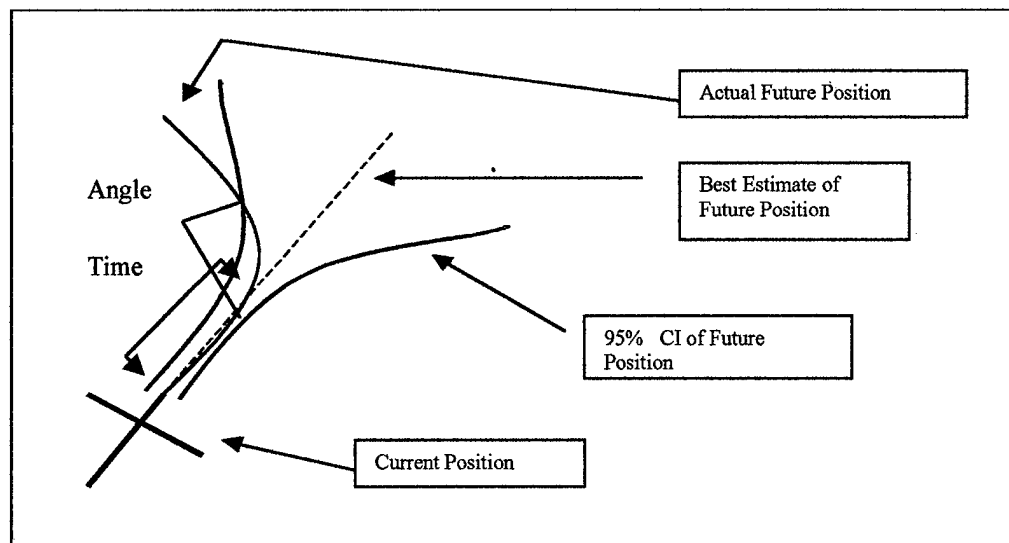 Actual Future Position
Angle
Best Estimate of
Future Position
Time
95% CI of Future
Position
Current Position